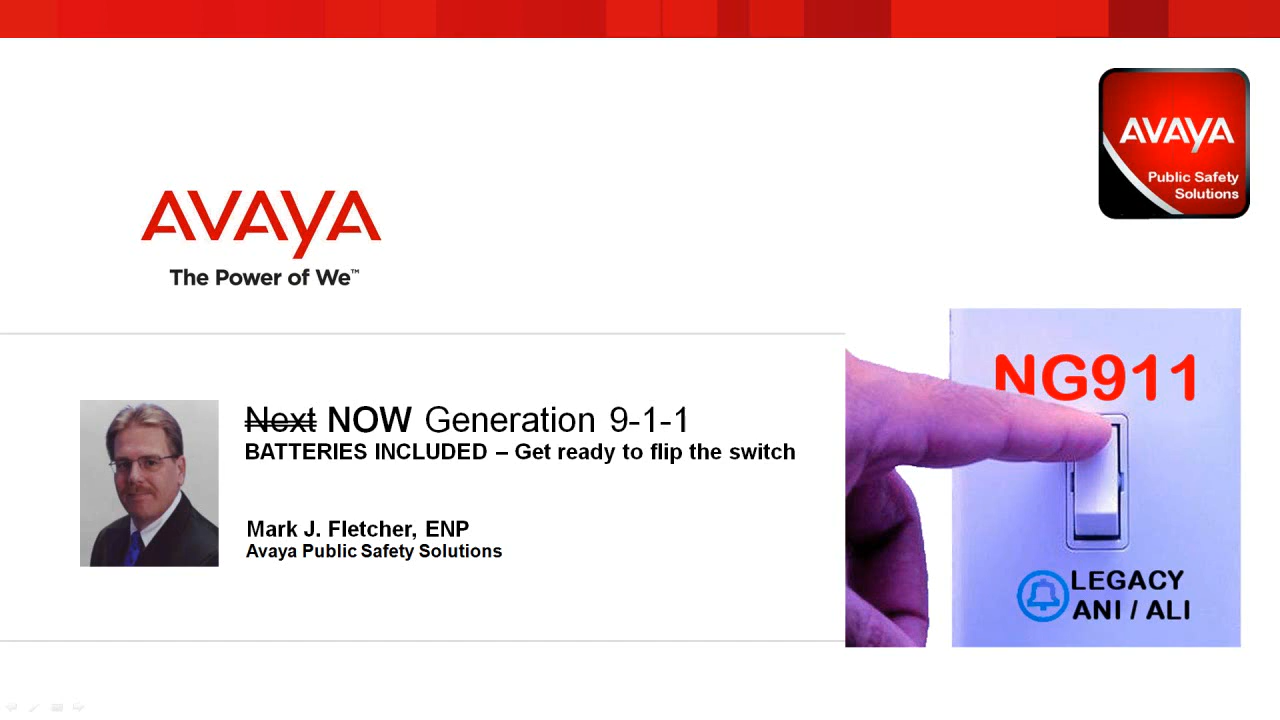 AVAYA
Public Safety
Solutions
AVAYA
The Power of We™
NG911
Next NOW Generation 9-1-1
BATTERIES INCLUDED – Get ready to flip the switch
Mark J. Fletcher, ENP
Avaya Public Safety Solutions
LEGACY
ANI / ALI